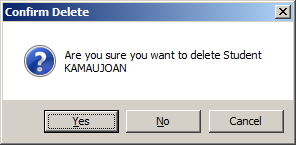 Confirm Delete
Are you sure you want to delete Student
KAMAUJOAN
Yes
No
Cancel